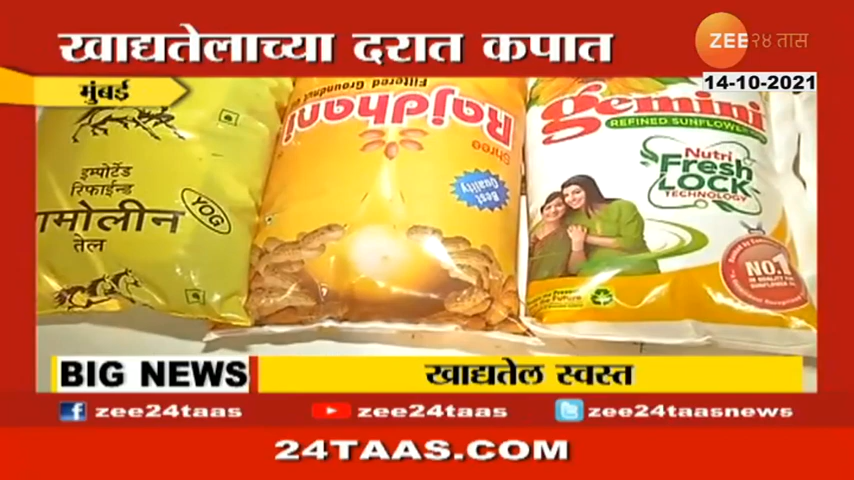 खाद्यतेलाच्या दरात कपात
ZEE २४ तास
मुंबई
14-10-2021
इम्पोर्टेड
रिफाईन्ड
YOG
तेल
Shree
Rajdhani
Filtered Groundnut
Best
Quality
gemini
REFINED SUNFLOWER
Nutri
Fresh
LOCK
TECHNOLOGY
NO.1
BIG NEWS
खाद्यतेल स्वस्त
zee24taas
zee24taas
zee24taasnews
24TAAS.COM